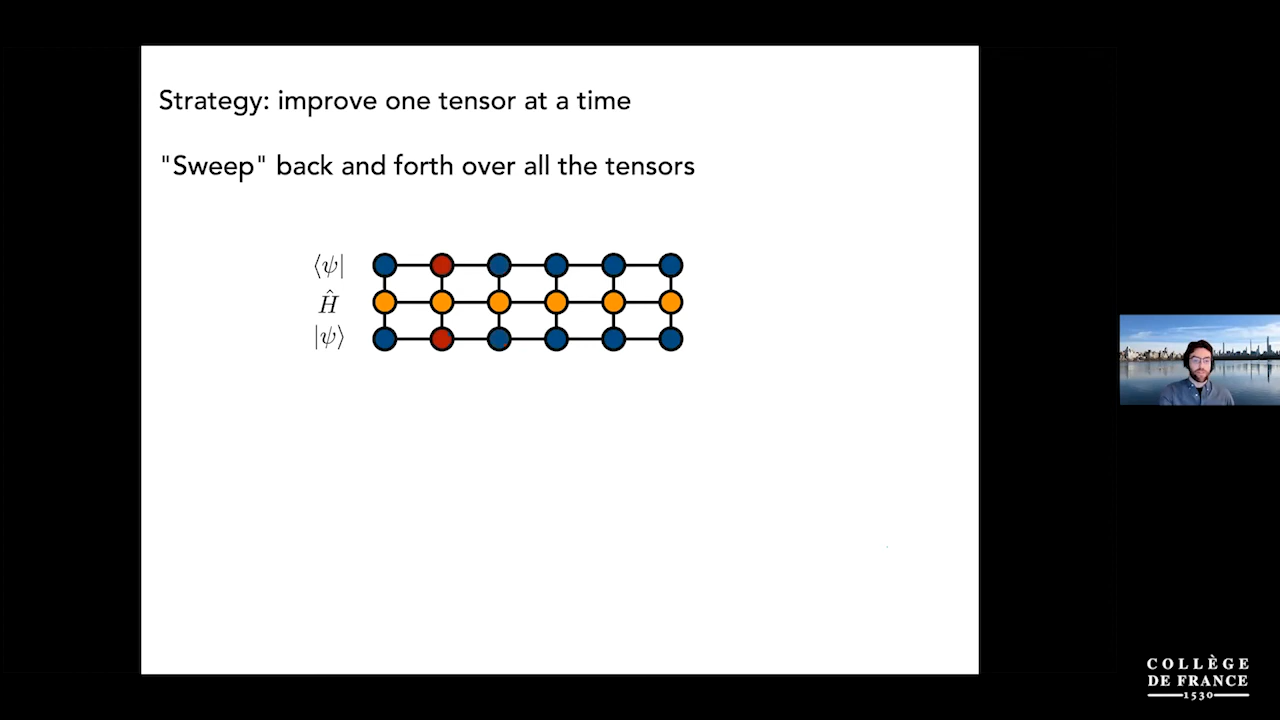 Strategy: improve one tensor at a time
"Sweep" back and forth over all the tensors
⟨ψ|
Ĥ
|ψ⟩
COLLÈGE
DE FRANCE
1530